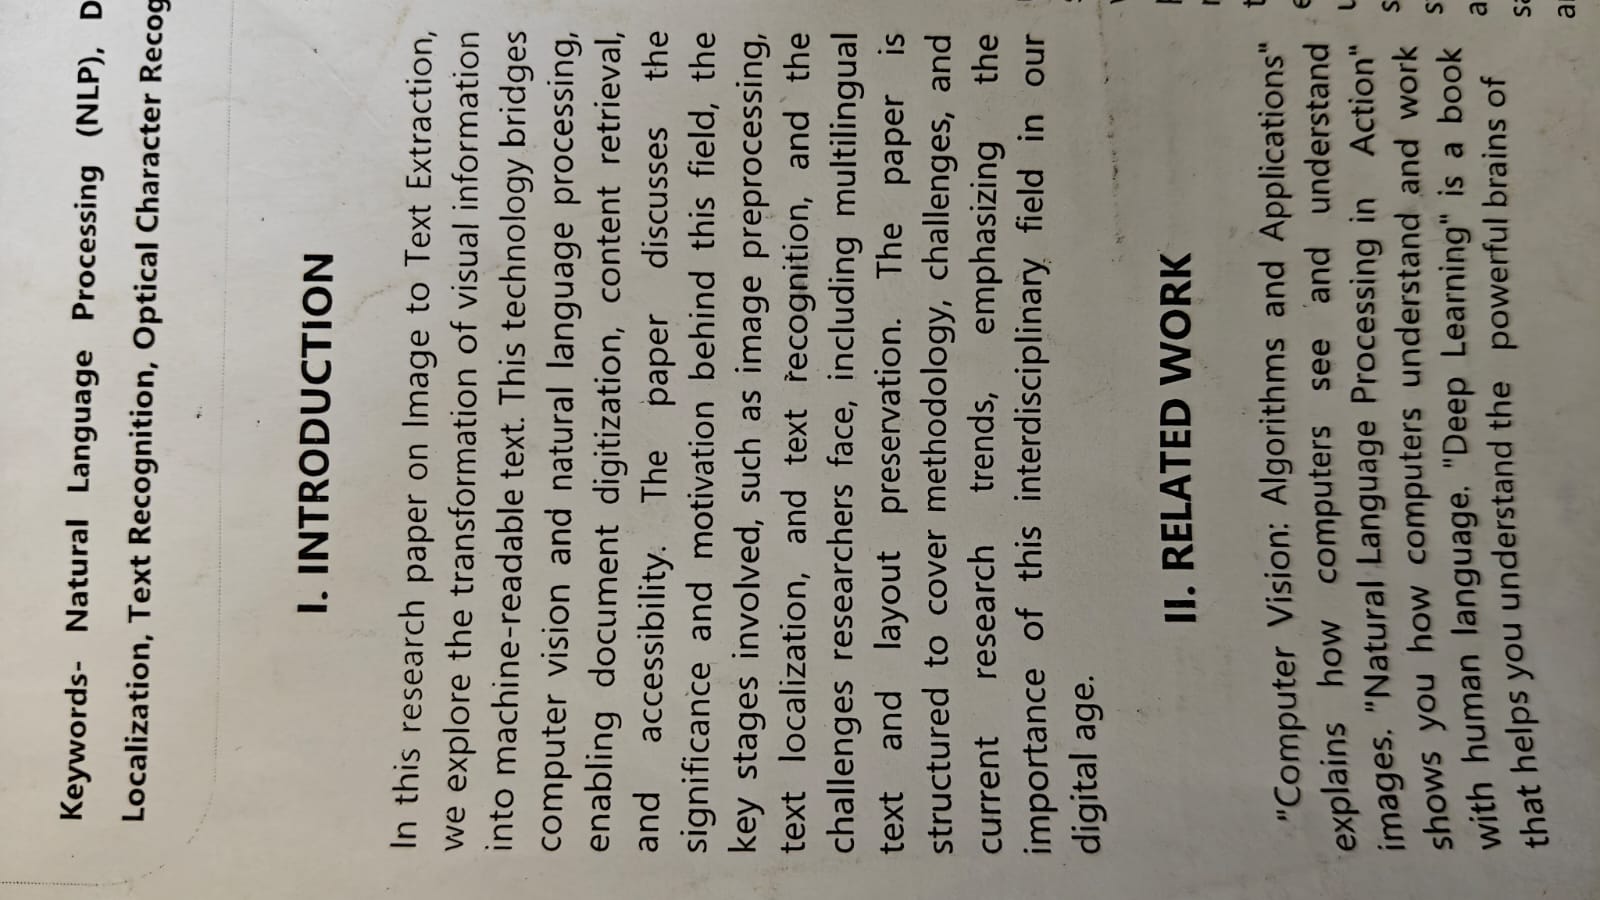 Keywords- Natural Language Processing (NLP),
Localization, Text Recognition, Optical Character
I. INTRODUCTION
In this research paper on Image to Text Extraction,
we explore the transformation of visual information
into machine-readable text. This technology bridges
computer vision and natural language processing,
enabling document digitization, content retrieval,
and accessibility. The paper discusses the
significance and motivation behind this field, the
key stages involved, such as image preprocessing,
text localization, and text recognition, and the
challenges researchers face, including multilingual
text and layout preservation. The paper is
structured to cover methodology, challenges, and
current research trends, emphasizing the
importance of this interdisciplinary field in our
digital age.
II. RELATED WORK
"Computer Vision: Algorithms and Applications"
explains how computers see and understand
images. "Natural Language Processing in Action"
shows you how computers understand and work
with human language. "Deep Learning" is a book
that helps you understand the powerful brains of